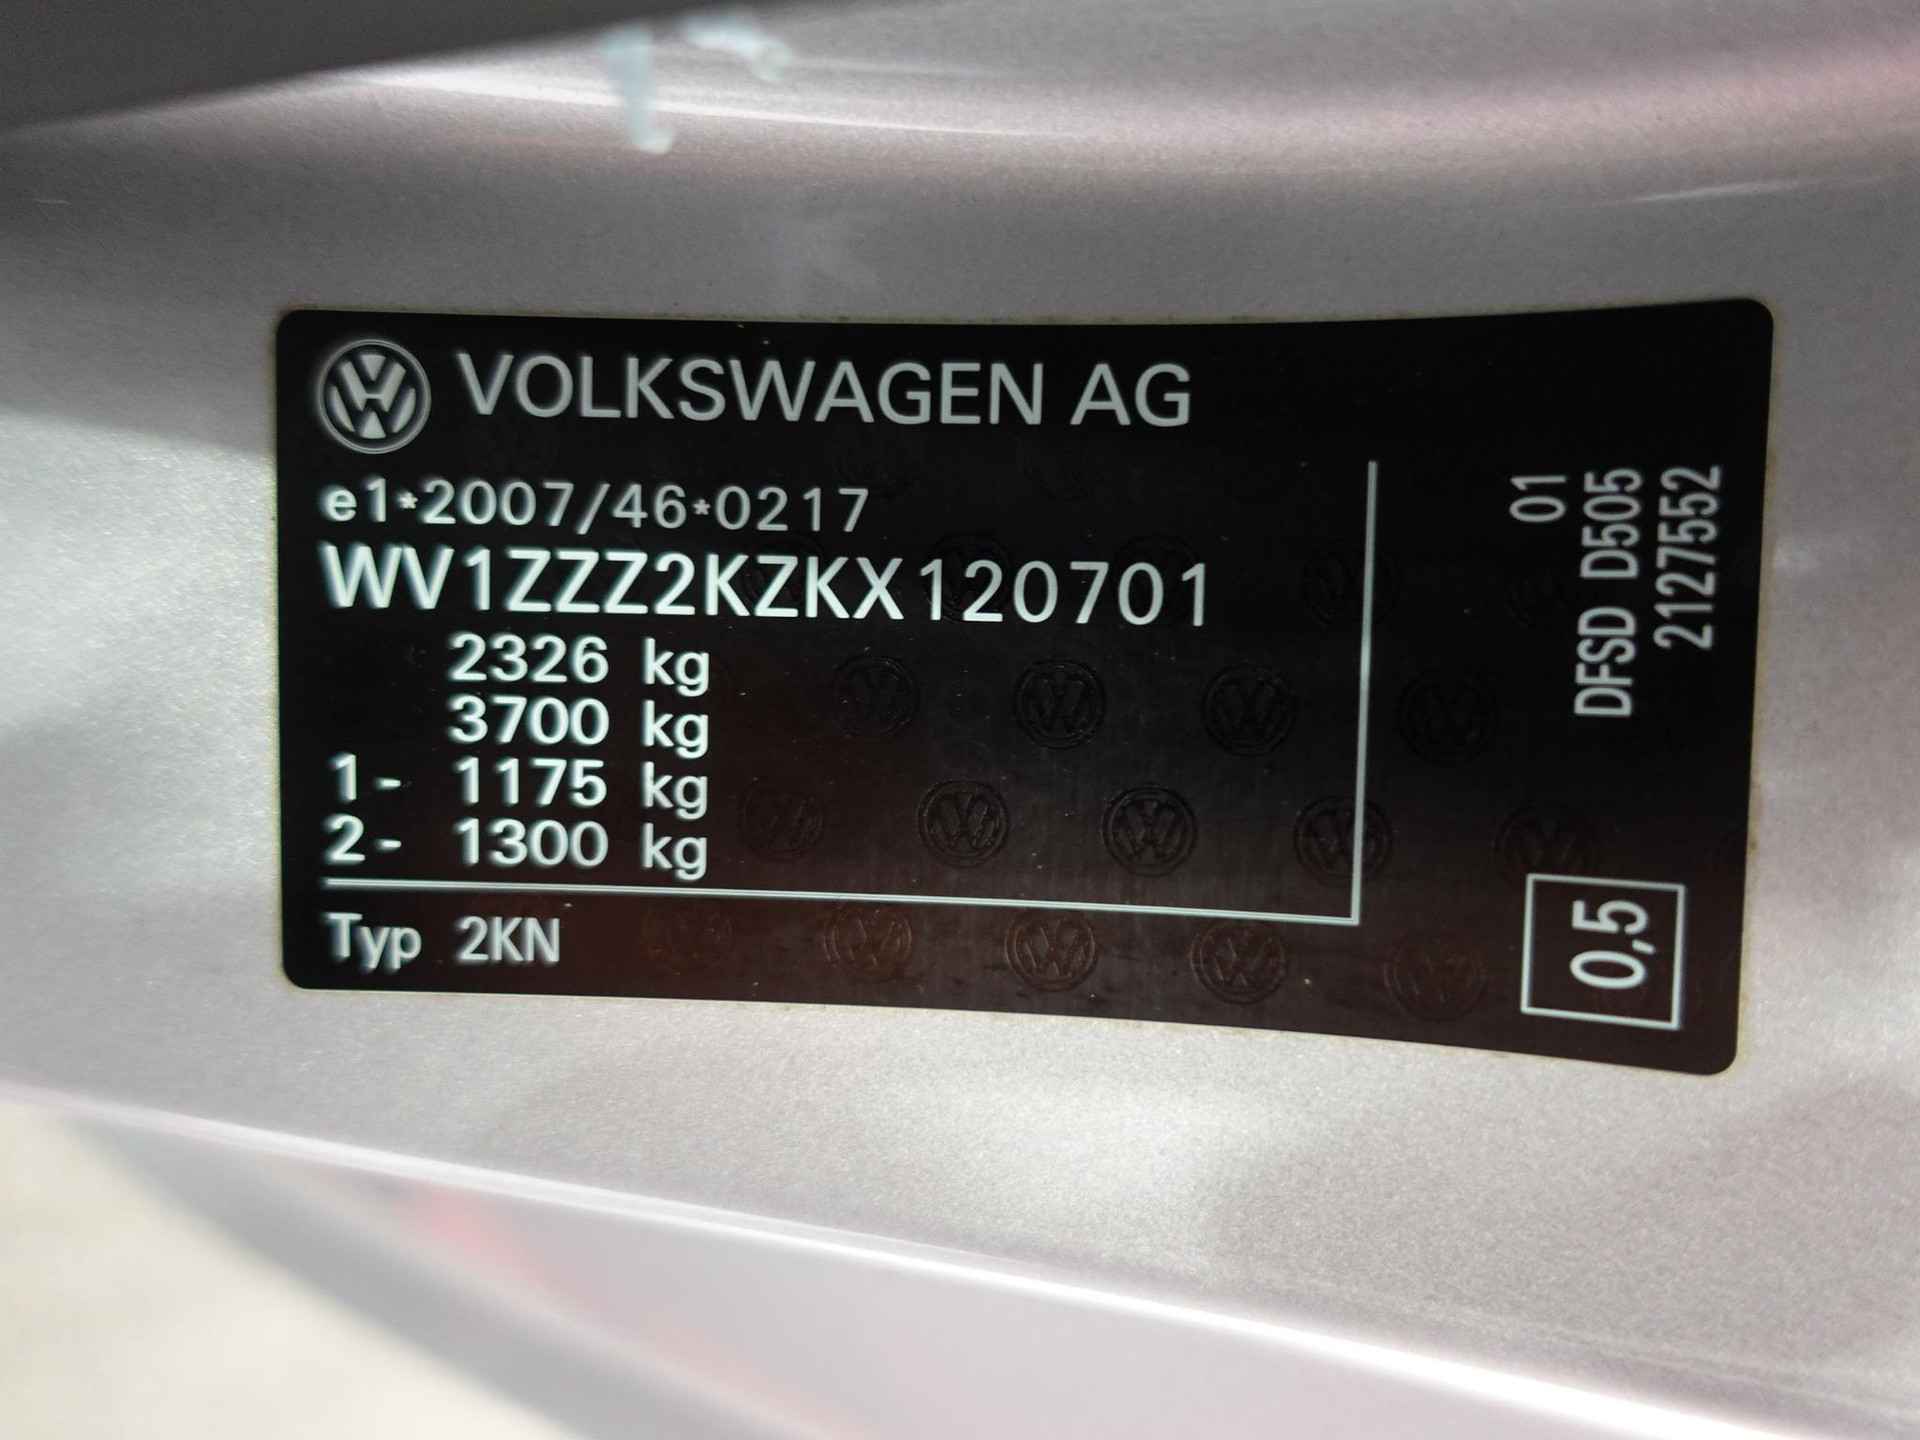 VOLKSWAGEN AG
e1*2007/46*0217
WV1ZZZ2KZKX120701
2326 kg
3700 kg
1- 1175 kg
2- 1300 kg
Typ 2KN
01
DFSD D505
2127552
0,5